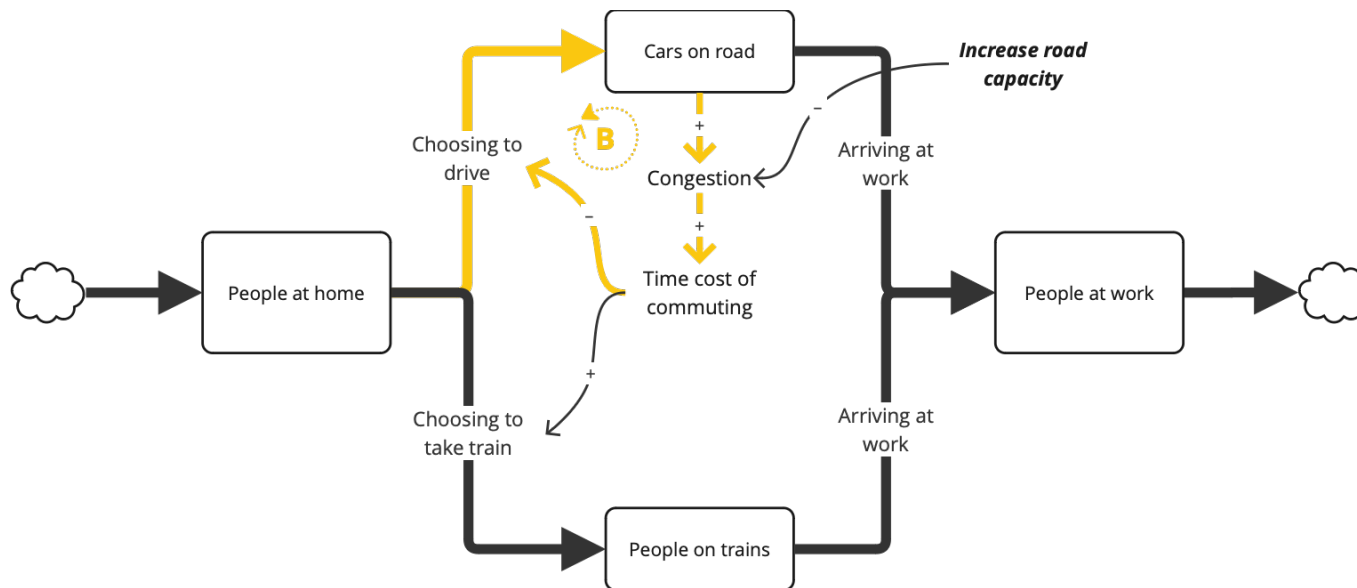 Cars on road
Increase road
capacity
–
+
B
Choosing to
drive
Arriving at
work
Congestion
–
+
People at home
Time cost of
commuting
People at work
+
Choosing to
take train
Arriving at
work
People on trains